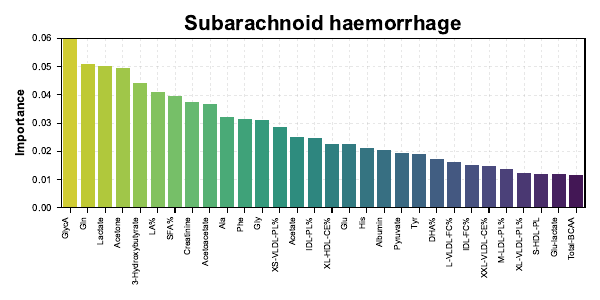 Subarachnoid haemorrhage
Importance
0.06
0.05
0.04
0.03
0.02
0.01
0.00
GlycA
Gln
Lactate
Acetone
3-Hydroxybutyrate
LA%
SFA%
Creatinine
Acetoacetate
Ala
Phe
Gly
XS-VLDL-PL%
Acetate
IDL-PL%
XL-HDL-CE%
Glu
His
Albumin
Pyruvate
Tyr
DHA%
L-VLDL-FC%
IDL-FC%
XXL-VLDL-CE%
M-LDL-PL%
XL-VLDL-PL%
S-HDL-PL
Glu-lactate
Total-BCAA